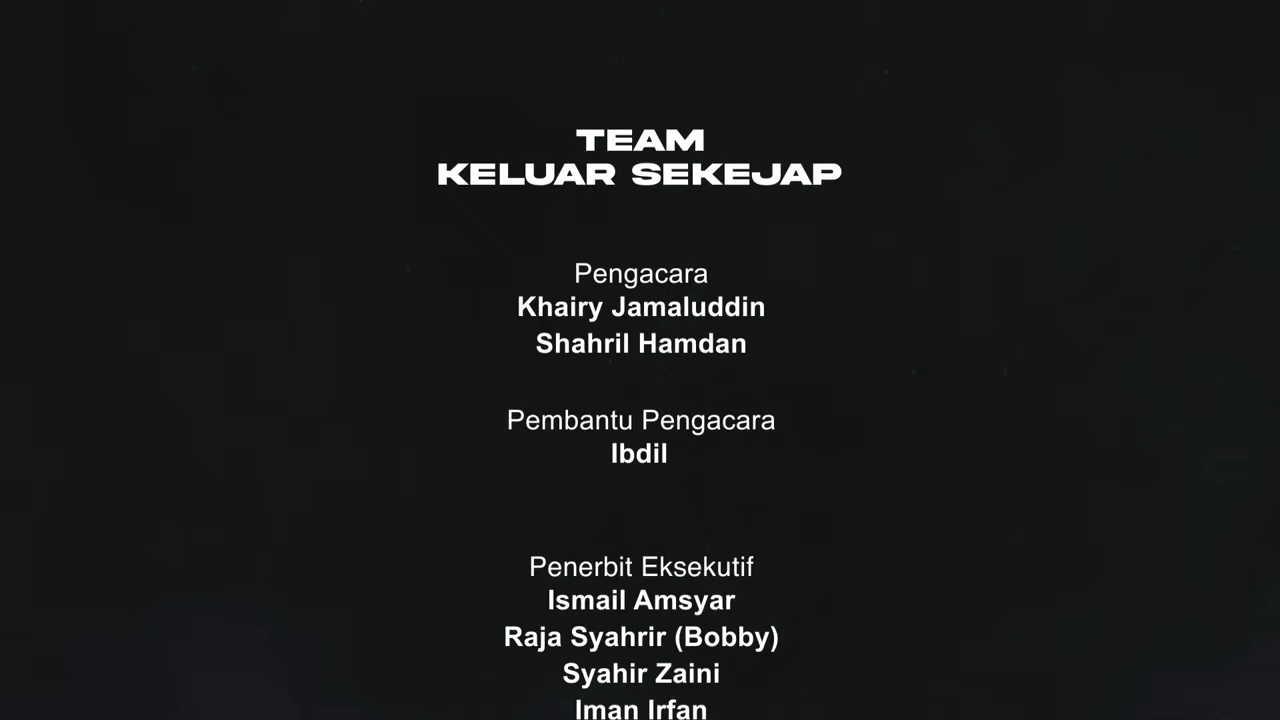 TEAM
KELUAR SEKEJAP
Pengacara
Khairy Jamaluddin
Shahril Hamdan
Pembantu Pengacara
Ibdil
Penerbit Eksekutif
Ismail Amsyar
Raja Syahrir (Bobby)
Syahir Zaini
Iman Irfan